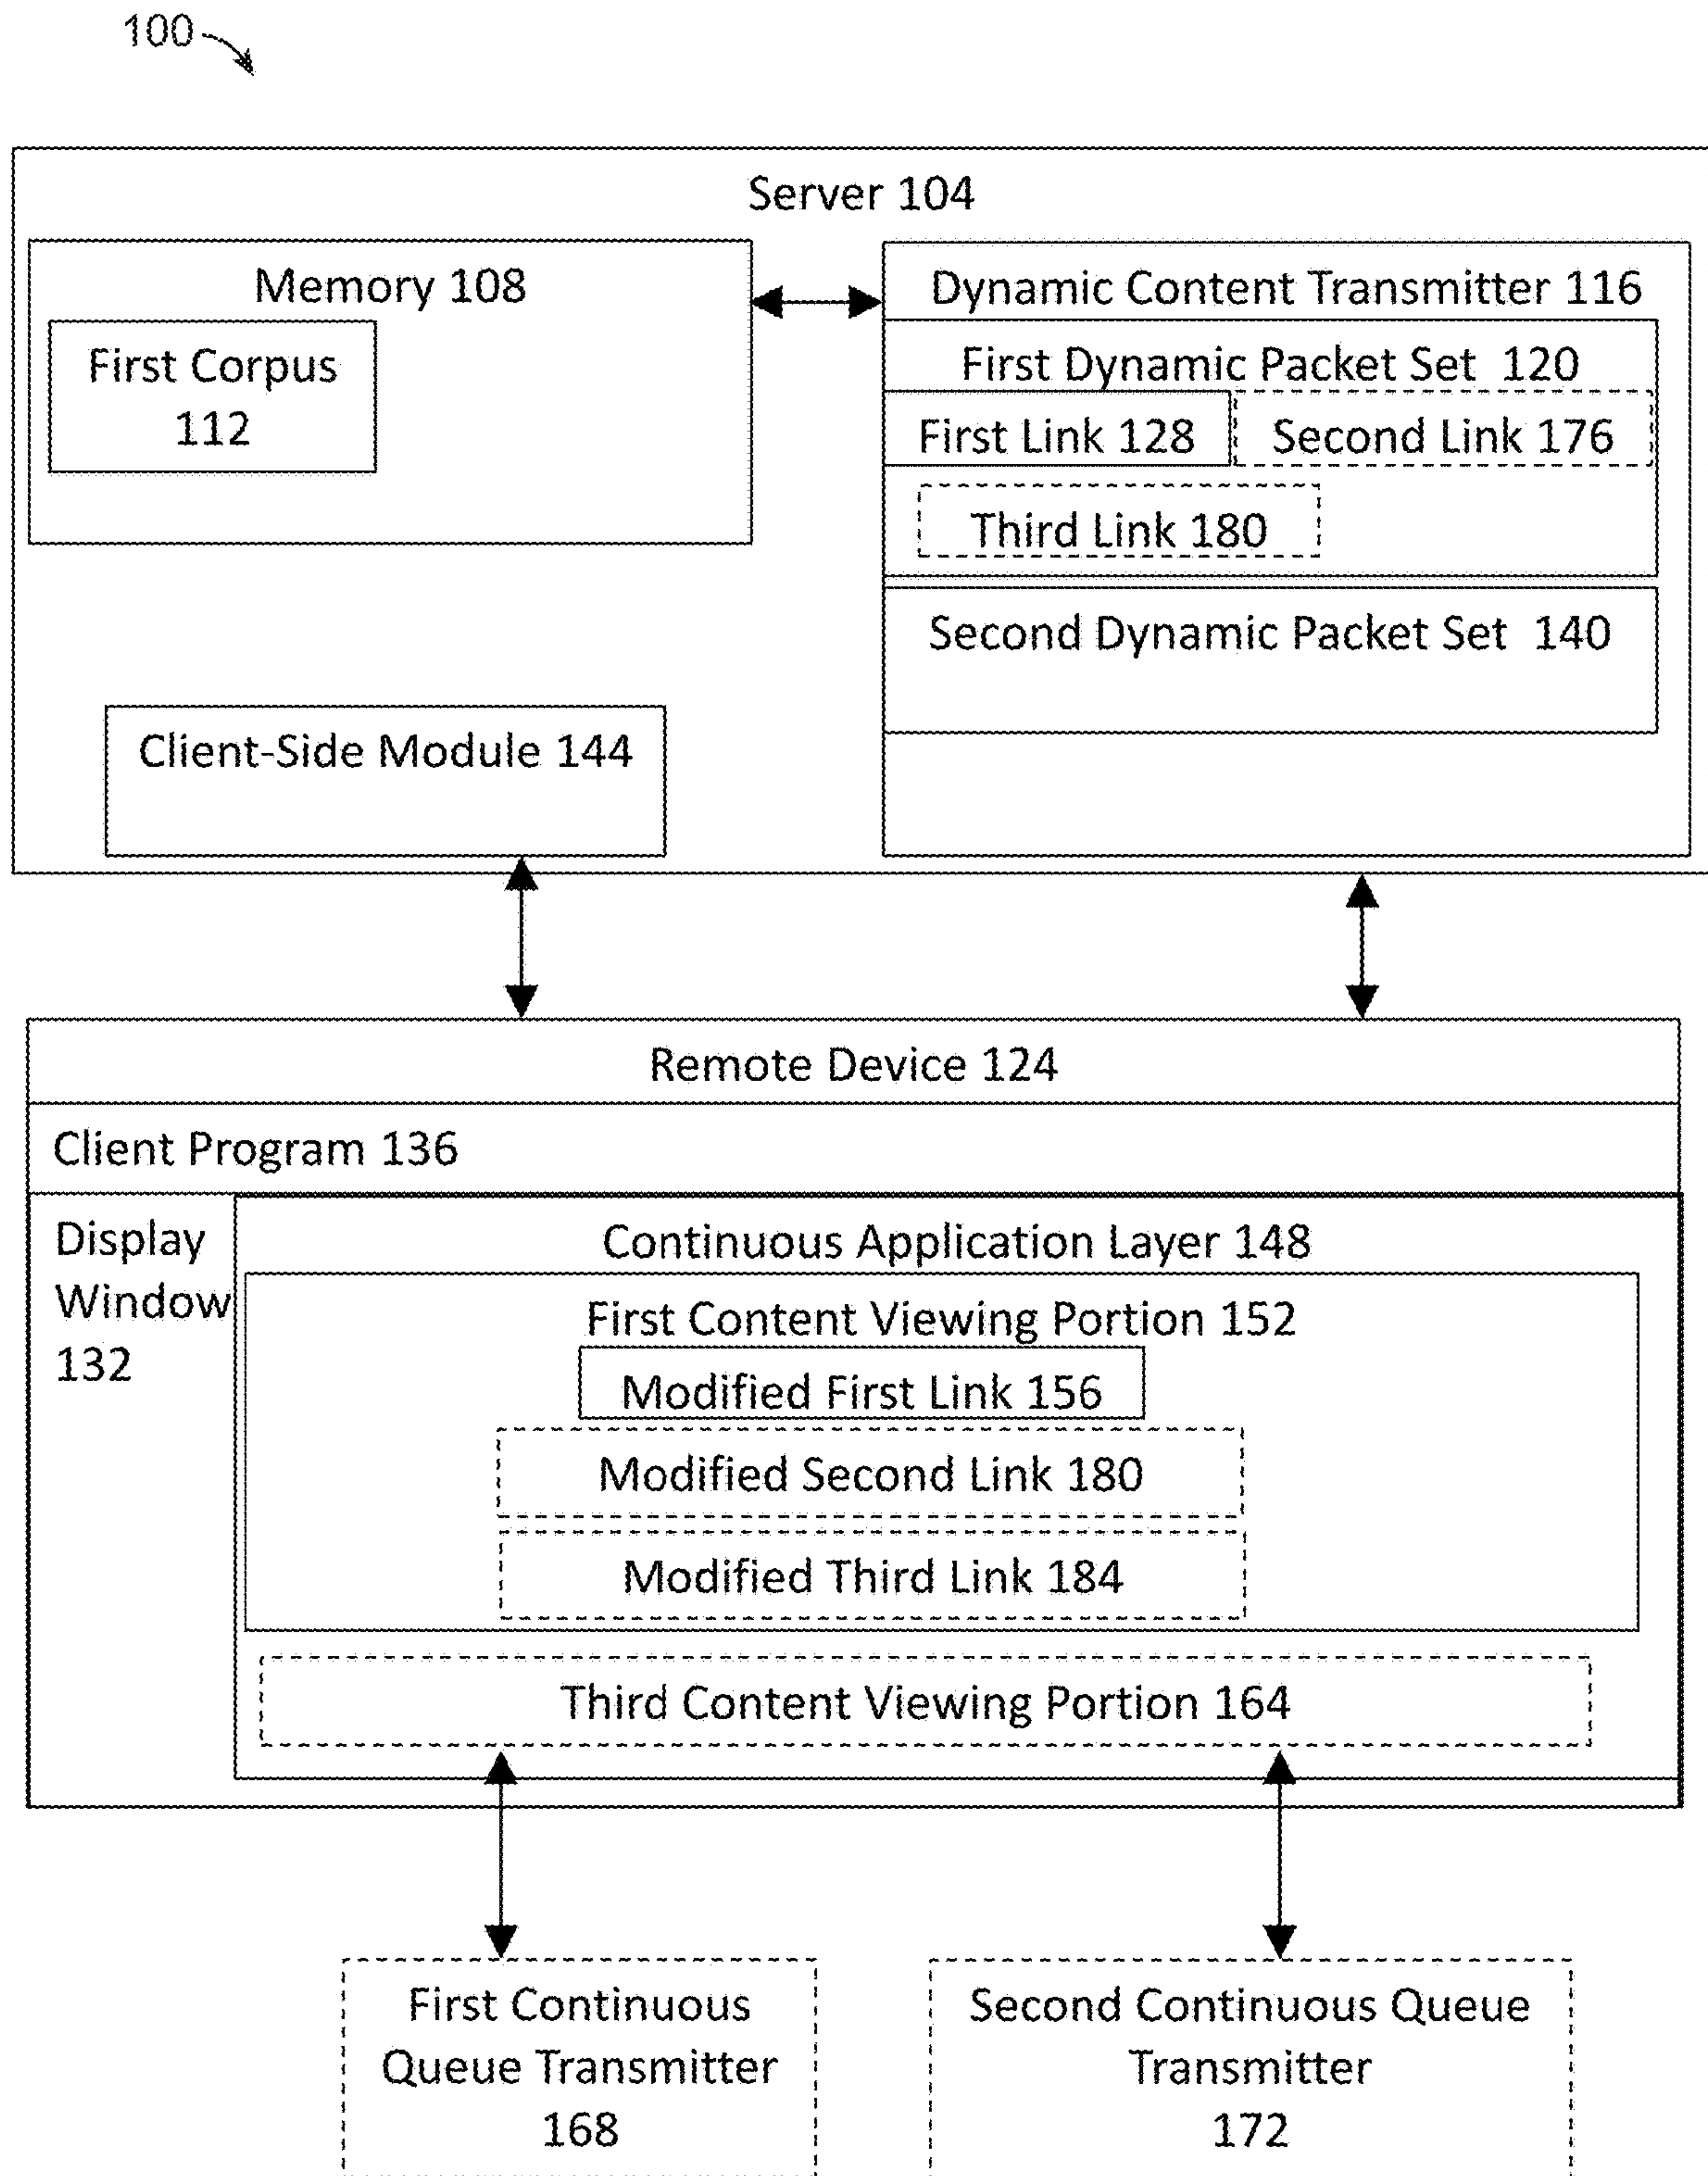 100
Server 104
Memory 108
First Corpus
112
Dynamic Content Transmitter 116
First Dynamic Packet Set 120
First Link 128
Second Link 176
Third Link 180
Second Dynamic Packet Set 140
Client-Side Module 144
Remote Device 124
Client Program 136
Display
Window
132
Continuous Application Layer 148
First Content Viewing Portion 152
Modified First Link 156
Modified Second Link 180
Modified Third Link 184
Third Content Viewing Portion 164
First Continuous
Queue Transmitter
168
Second Continuous Queue
Transmitter
172